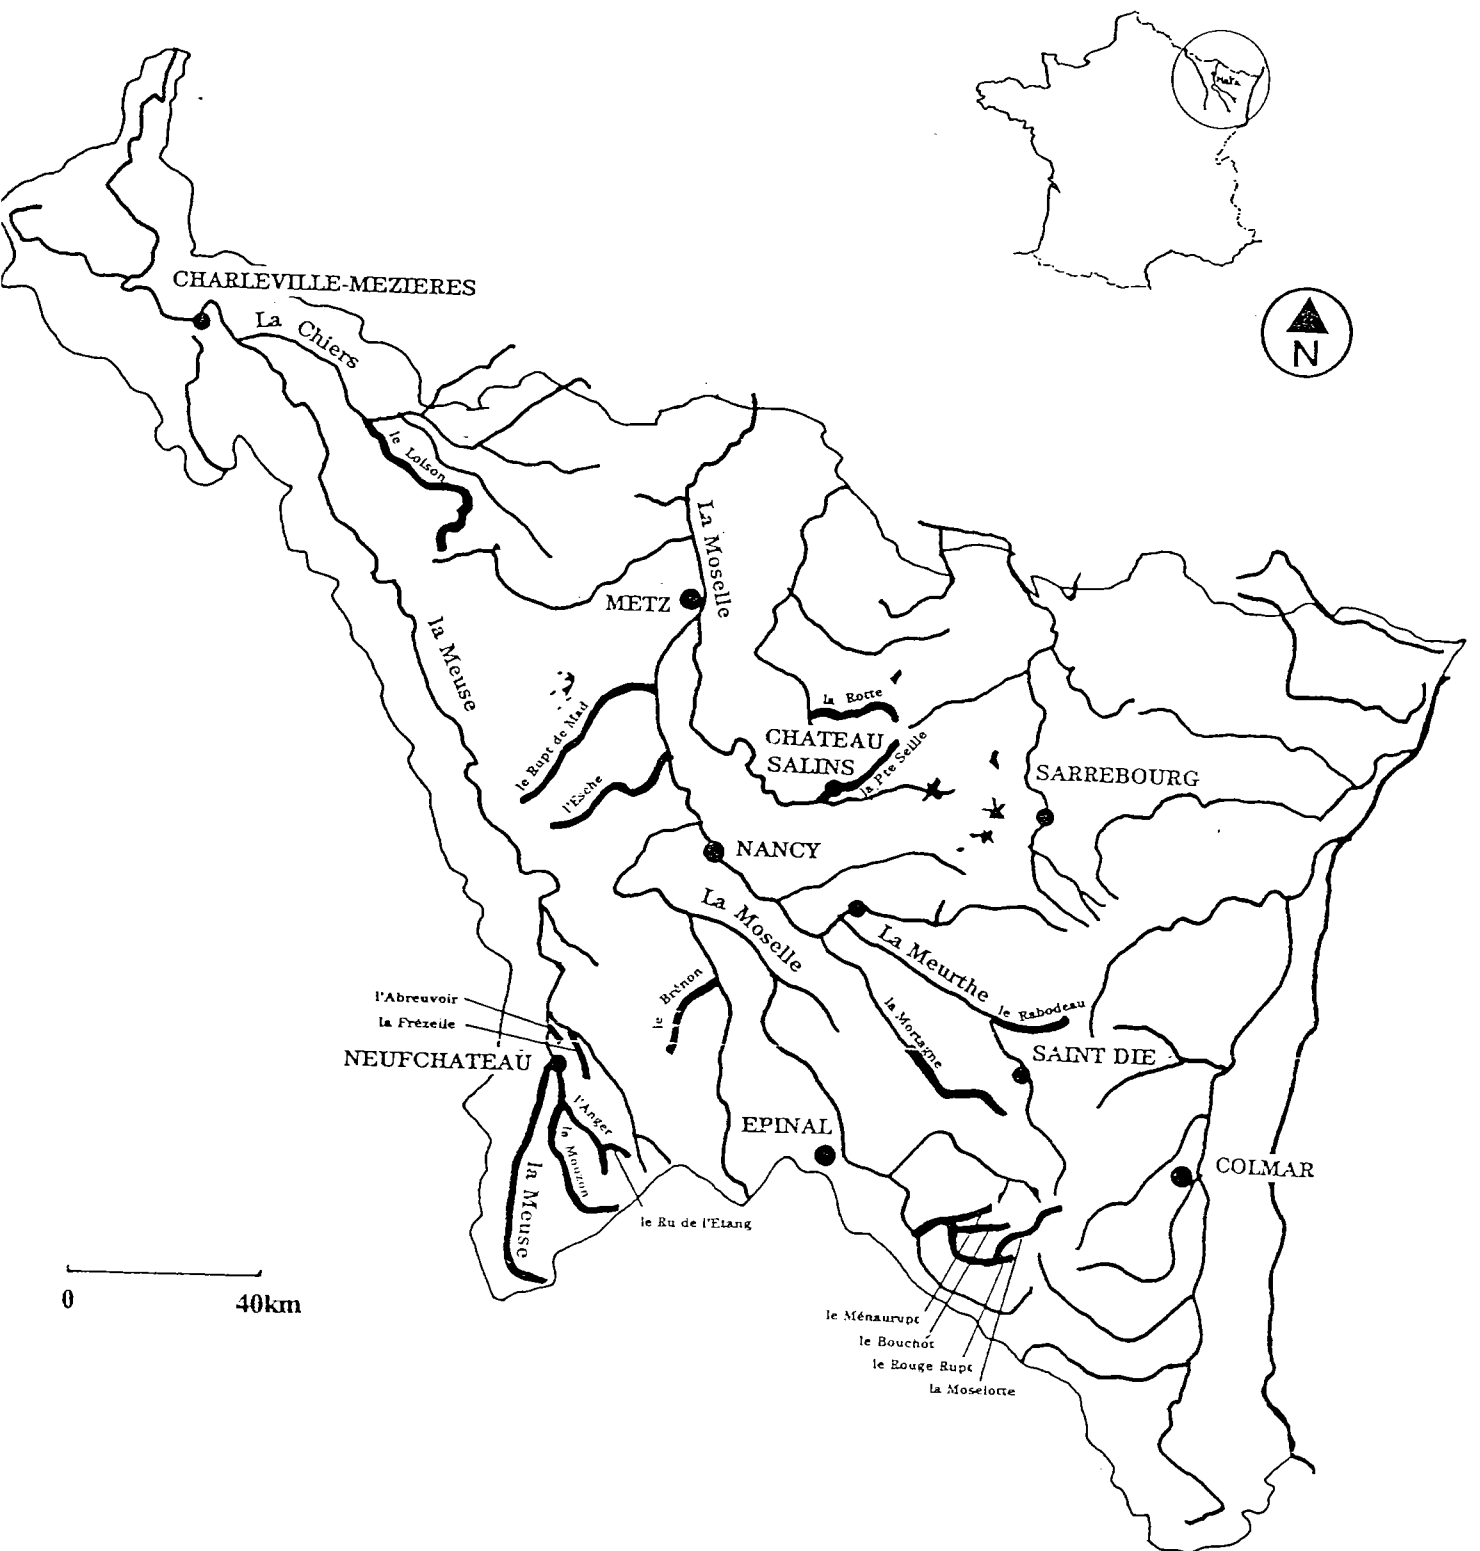 Metz
N
CHARLEVILLE-MEZIERES
La Chiers
le Loison
La Moselle
METZ
la Meuse
la Rotte
le Rupt de Mad
CHATEAU
SALINS
la Pte Seille
l'Esche
SARREBOURG
NANCY
La Moselle
La Meurthe
le Brénon
l'Abreuvoir
la Frézelle
la Mortagne
le Rabodeau
NEUFCHATEAU
SAINT DIE
l'Anger
la Mouzon
EPINAL
COLMAR
la Meuse
le Ru de l'Etang
0 40km
le Ménaurupt
le Bouchot
le Rouge Rupt
la Moselotte